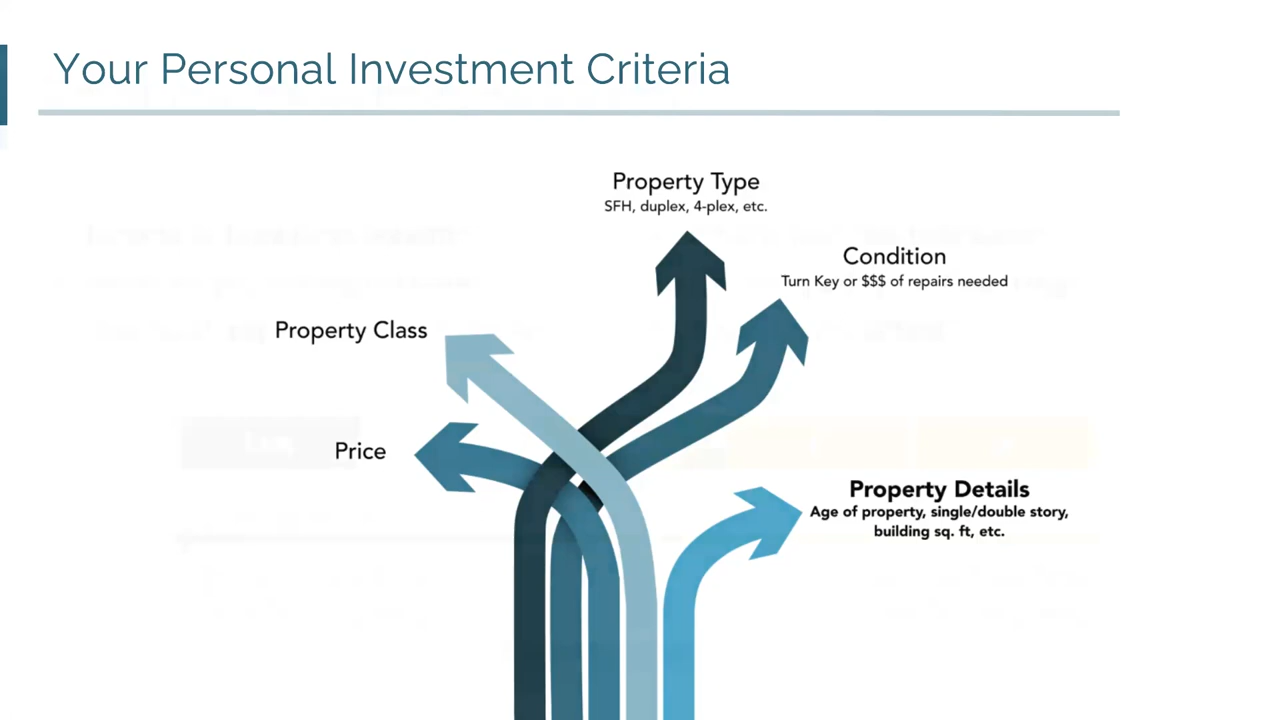 Your Personal Investment Criteria
Property Type
SFH, duplex, 4-plex, etc.
Condition
Turn Key or $$$ of repairs needed
Property Class
Price
Property Details
Age of property, single/double story,
building sq. ft, etc.